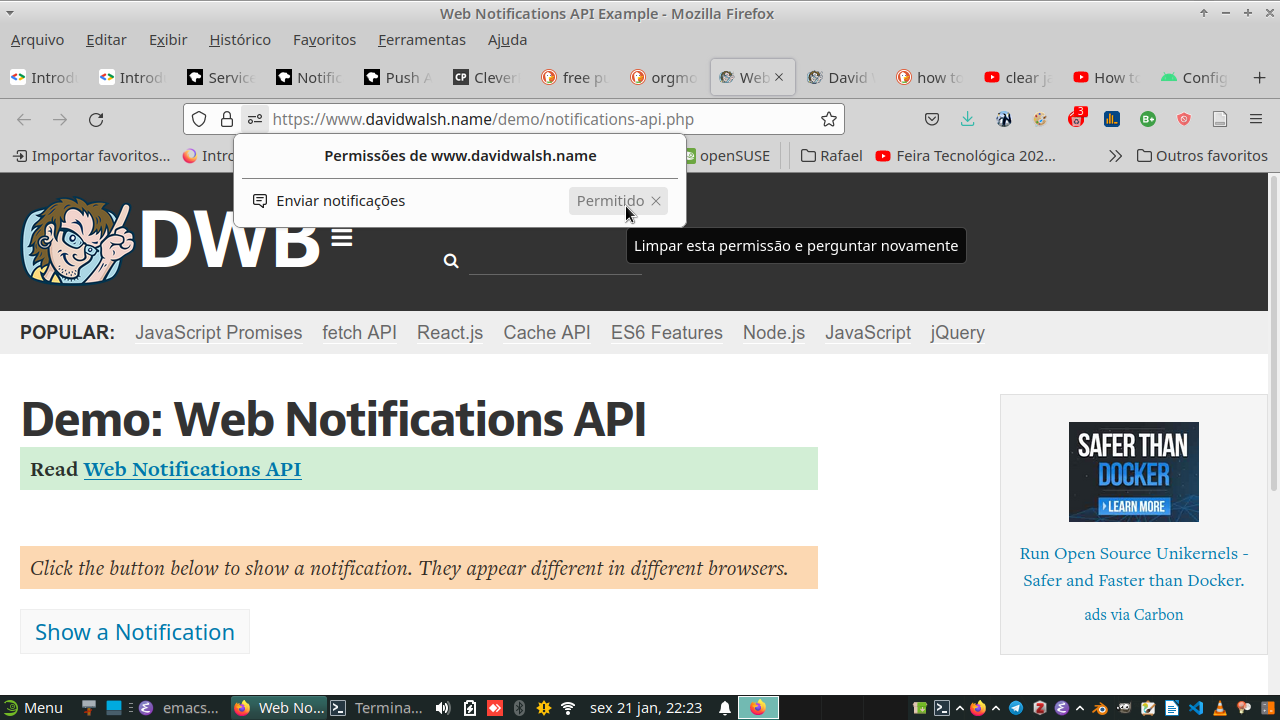 Web Notifications API Example - Mozilla Firefox
Arquivo Editar Exibir Histórico Favoritos Ferramentas Ajuda
Introd Introd Service Notific Push A CP Clever free pu orgmo Web David how to clear ja How to Config
https://www.davidwalsh.name/demo/notifications-api.php 3 B+
Importar favoritos... Intro openSUSE Rafael Feira Tecnológica 202...
Permissões de www.davidwalsh.name
Enviar notificações Permitido
Limpar esta permissão e perguntar novamente
DWB
POPULAR: JavaScript Promises fetch API React.js Cache API ES6 Features Node.js JavaScript jQuery
Demo: Web Notifications API
Read Web Notifications API
Click the button below to show a notification. They appear different in different browsers.
Show a Notification
SAFER THAN
DOCKER
LEARN MORE
Run Open Source Unikernels -
Safer and Faster than Docker.
ads via Carbon
Menu emacs... Web No... Termina... sex 21 jan, 22:23